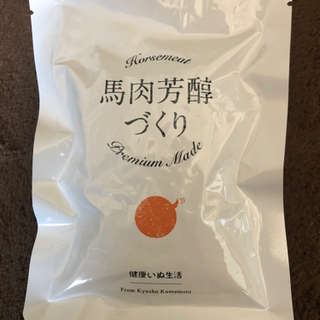 Horsemeat
馬肉芳醇
づくり
Premium Made
健康いぬ生活
From Kyushu Kumamoto